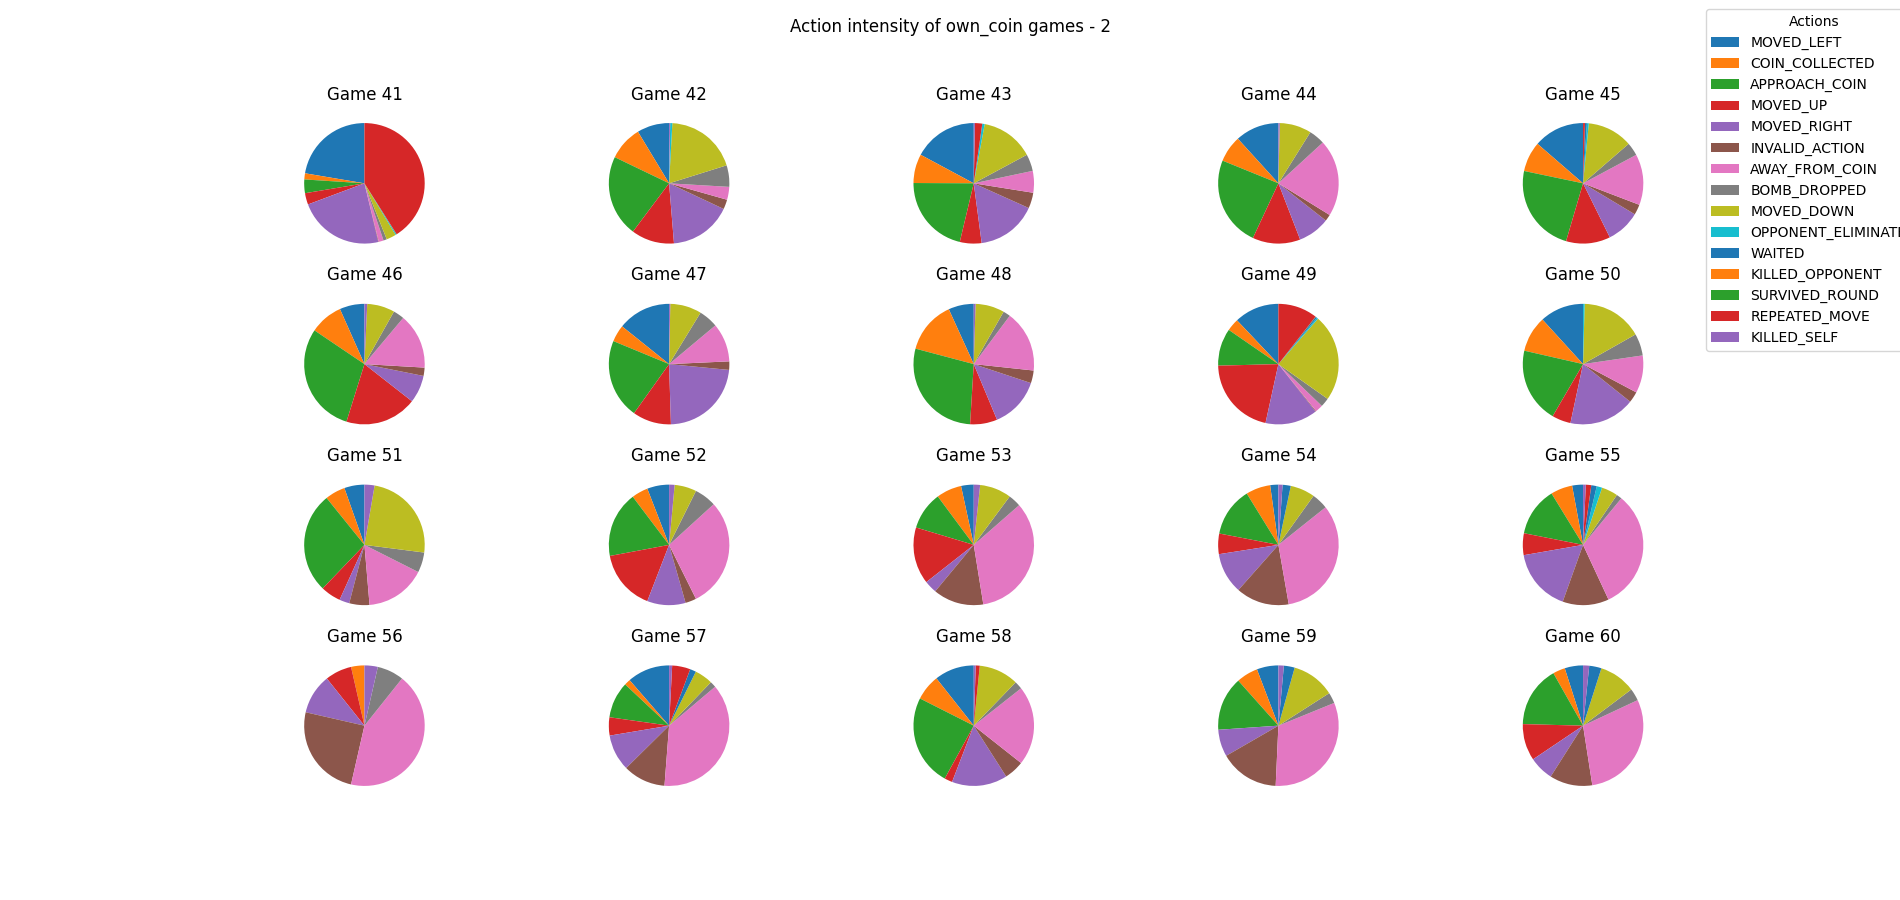 Action intensity of own_coin games - 2
Actions
MOVED_LEFT
COIN_COLLECTED
APPROACH_COIN
MOVED_UP
MOVED_RIGHT
INVALID_ACTION
AWAY_FROM_COIN
BOMB_DROPPED
MOVED_DOWN
OPPONENT_ELIMINATE
WAITED
KILLED_OPPONENT
SURVIVED_ROUND
REPEATED_MOVE
KILLED_SELF
Game 41
Game 42
Game 43
Game 44
Game 45
Game 46
Game 47
Game 48
Game 49
Game 50
Game 51
Game 52
Game 53
Game 54
Game 55
Game 56
Game 57
Game 58
Game 59
Game 60